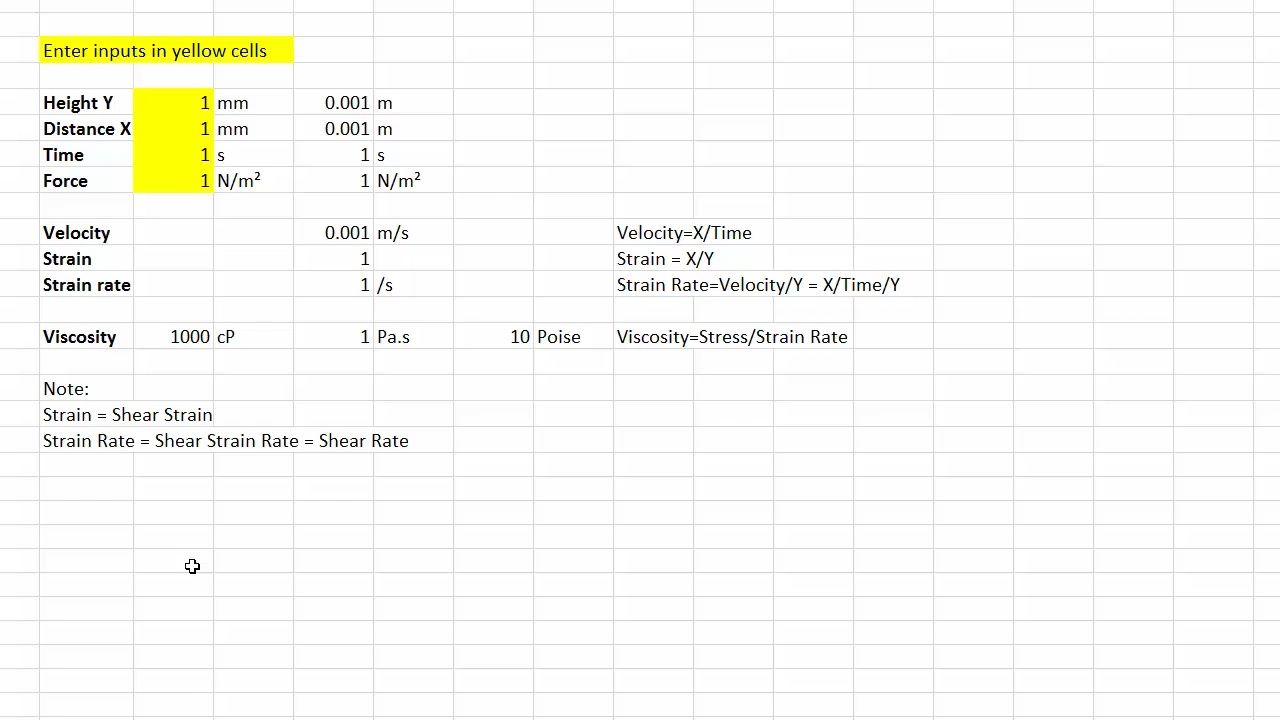 Enter inputs in yellow cells
Height Y 1 mm 0.001 m
Distance X 1 mm 0.001 m
Time 1 s 1 s
Force 1 N/m² 1 N/m²
Velocity 0.001 m/s Velocity=X/Time
Strain 1 Strain = X/Y
Strain rate 1 /s Strain Rate=Velocity/Y = X/Time/Y
Viscosity 1000 cP 1 Pa.s 10 Poise Viscosity=Stress/Strain Rate
Note:
Strain = Shear Strain
Strain Rate = Shear Strain Rate = Shear Rate